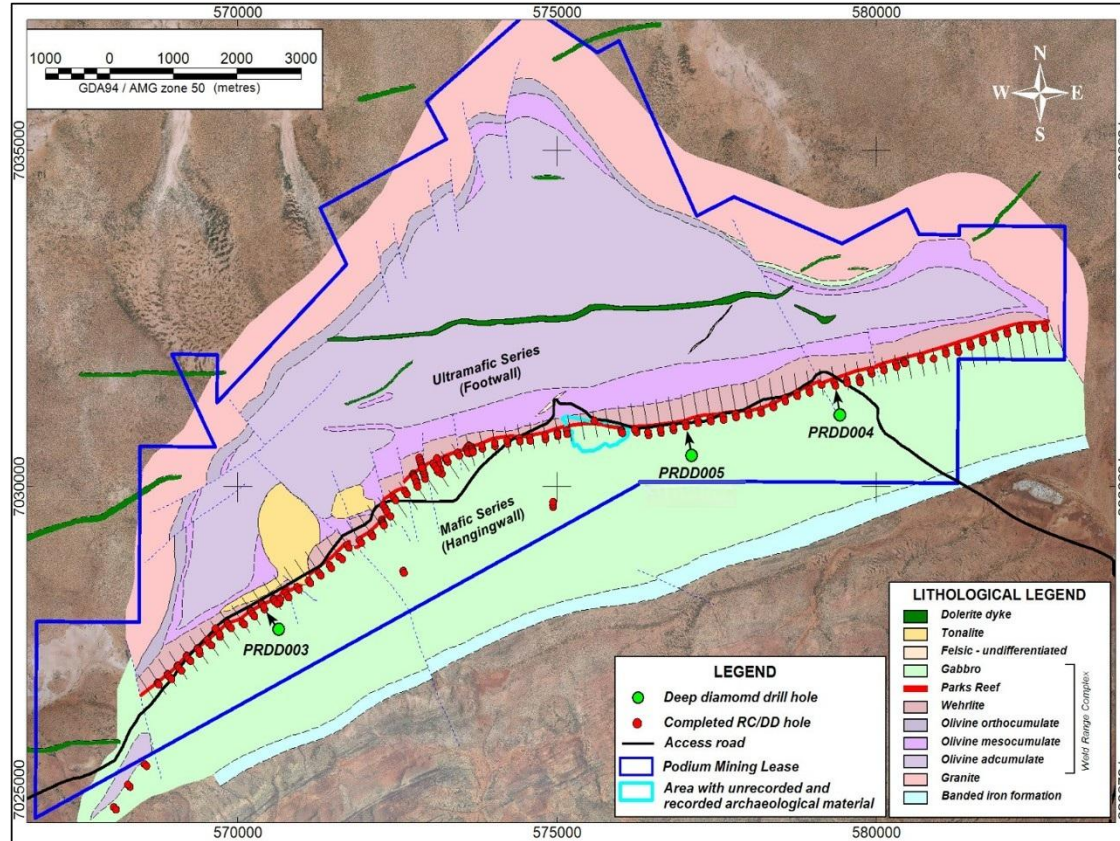 570000
575000
580000
1000 0 1000 2000 3000
GDA94 / AMG zone 50 (metres)
N
W E
S
7035000
7030000
7025000
Ultramafic Series
(Footwall)
Mafic Series
(Hangingwall)
PRDD004
PRDD005
PRDD003
LEGEND
Deep diamomd drill hole
Completed RC/DD hole
Access road
Podium Mining Lease
Area with unrecorded and
recorded archaeological material
LITHOLOGICAL LEGEND
Dolerite dyke
Tonalite
Felsic - undifferentiated
Gabbro
Parks Reef
Wehrlite
Olivine orthocumulate
Olivine mesocumulate
Olivine adcumulate
Granite
Banded iron formation
Weld Range Complex
570000
575000
580000